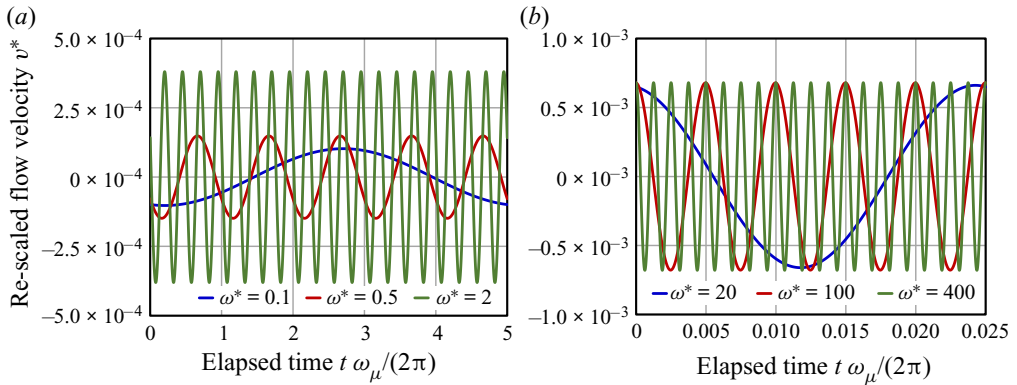 (a)
(b)
Re-scaled flow velocity v*
5.0 × 10⁻⁴
2.5 × 10⁻⁴
0 × 10⁻⁴
−2.5 × 10⁻⁴
−5.0 × 10⁻⁴
ω* = 0.1 ω* = 0.5 ω* = 2
0 1 2 3 4 5
Elapsed time t ωμ/(2π)
1.0 × 10⁻³
0.5 × 10⁻³
0 × 10⁻³
−0.5 × 10⁻³
−1.0 × 10⁻³
ω* = 20 ω* = 100 ω* = 400
0 0.005 0.010 0.015 0.020 0.025
Elapsed time t ωμ/(2π)